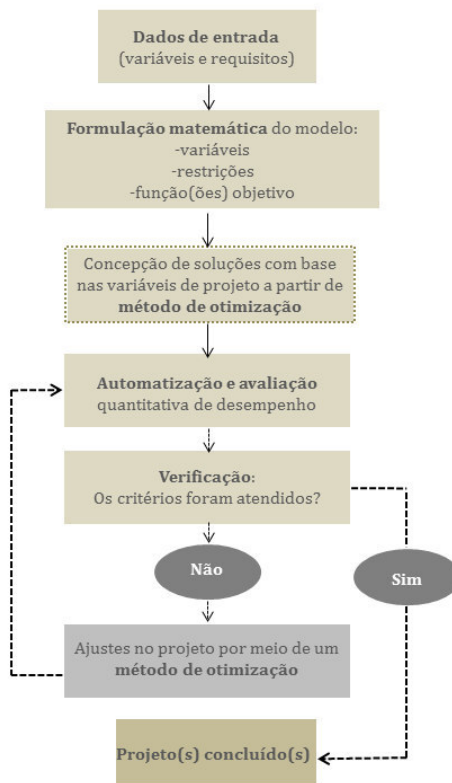 Dados de entrada
(variáveis e requisitos)
Formulação matemática do modelo:
-variáveis
-restrições
-função(ões) objetivo
Concepção de soluções com base
nas variáveis de projeto a partir de
método de otimização
Automatização e avaliação
quantitativa de desempenho
Verificação:
Os critérios foram atendidos?
Não
Sim
Ajustes no projeto por meio de um
método de otimização
Projeto(s) concluído(s)